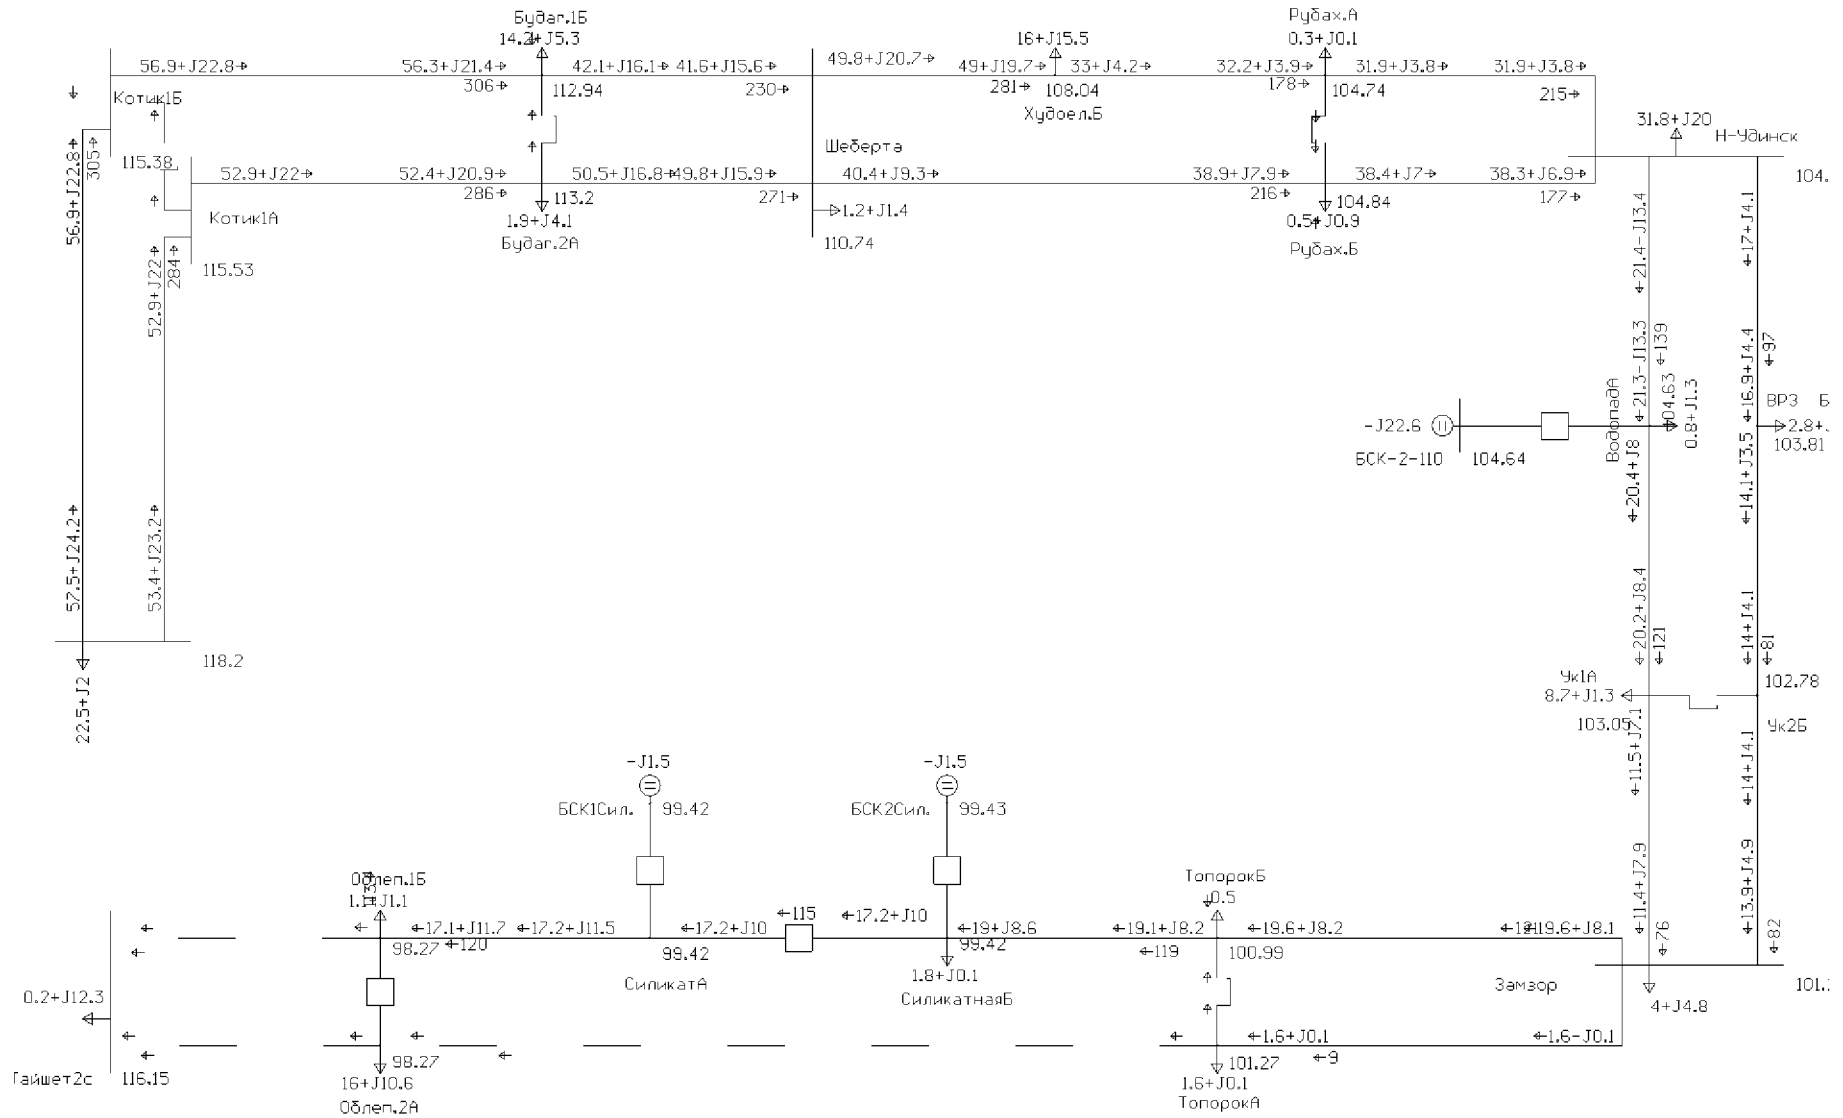 Будаг.1Б
14.2+J5.3
Рубах.А
0.3+J0.1
16+J15.5
56.9+J22.8
56.3+J21.4
42.1+J16.1
41.6+J15.6
49.8+J20.7
49+J19.7
33+J4.2
32.2+J3.9
31.9+J3.8
31.9+J3.8
306
112.94
230
281
108.04
178
104.74
215
Котик1Б
Худоел.Б
31.8+J20
Н-Удинск
305
115.38
Шеберта
52.9+J22
52.4+J20.9
50.5+J16.8
49.8+J15.9
40.4+J9.3
38.9+J7.9
38.4+J7
38.3+J6.9
104.
286
113.2
271
216
104.84
177
Котик1А
1.9+J4.1
1.2+J1.4
0.5+J0.9
Будаг.2А
110.74
Рубах.Б
115.53
56.9+J22.8
52.9+J22
284
21.4-J13.4
17+J4.1
21.3-J13.3
139
16.9+J4.4
97
ВРЗ Б
-J22.6
2.8+J
БСК-2-110
104.64
ВодопадА
104.63
0.8+J1.3
103.81
20.4+J8
14.1+J3.5
57.5+J24.2
53.4+J23.2
20.2+J8.4
121
14+J4.1
81
118.2
22.5+J2
Ук1А
8.7+J1.3
103.05
102.78
Ук2Б
11.5+J7.1
14+J4.1
-J1.5
-J1.5
БСК1Сил.
99.42
БСК2Сил.
99.43
11.4+J7.9
76
13.9+J4.9
82
Облеп.1Б
1.1+J1.1
ТопорокБ
0.5
115
17.2+J10
17.1+J11.7
17.2+J11.5
17.2+J10
19+J8.6
19.1+J8.2
19.6+J8.2
19.6+J8.1
98.27
120
99.42
99.42
119
100.99
СиликатА
1.8+J0.1
СиликатнаяБ
Замзор
101.
0.2+J12.3
4+J4.8
1.6+J0.1
1.6-J0.1
98.27
101.27
9
Тайшет2с
116.15
16+J10.6
1.6+J0.1
Облеп.2А
ТопорокА